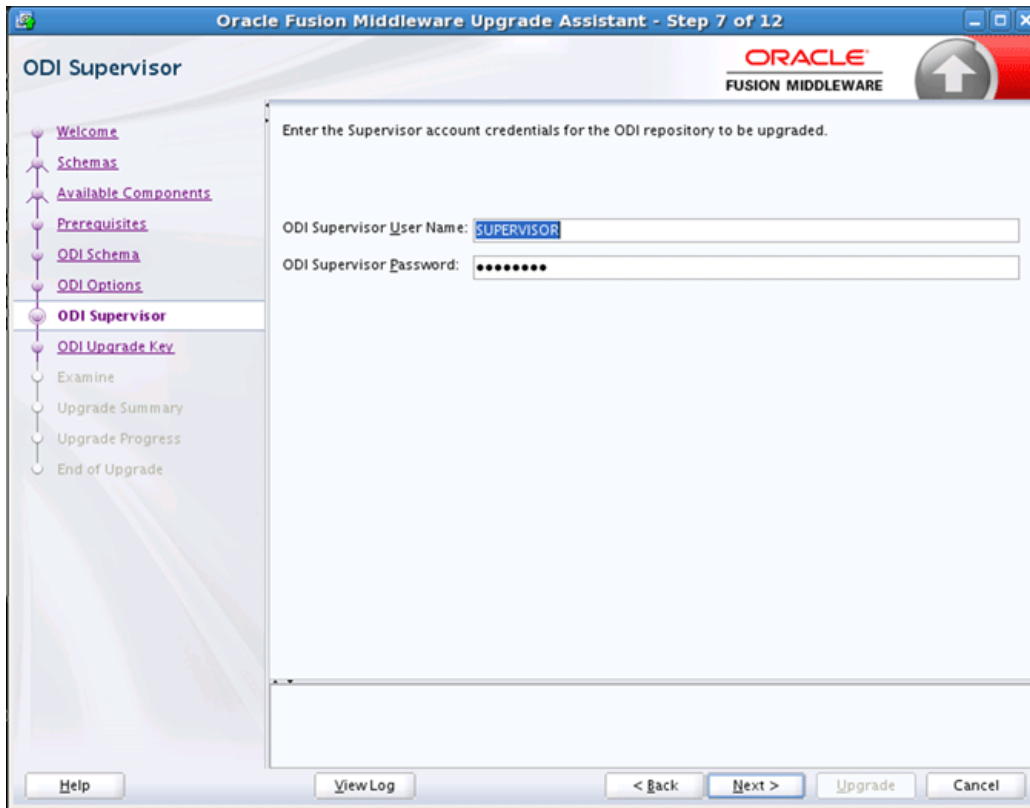 Oracle Fusion Middleware Upgrade Assistant - Step 7 of 12
ODI Supervisor
ORACLE
FUSION MIDDLEWARE
Welcome
Schemas
Available Components
Prerequisites
ODI Schema
ODI Options
ODI Supervisor
ODI Upgrade Key
Examine
Upgrade Summary
Upgrade Progress
End of Upgrade
Enter the Supervisor account credentials for the ODI repository to be upgraded.
ODI Supervisor User Name: SUPERVISOR
ODI Supervisor Password: ●●●●●●●●
Help View Log < Back Next > Upgrade Cancel